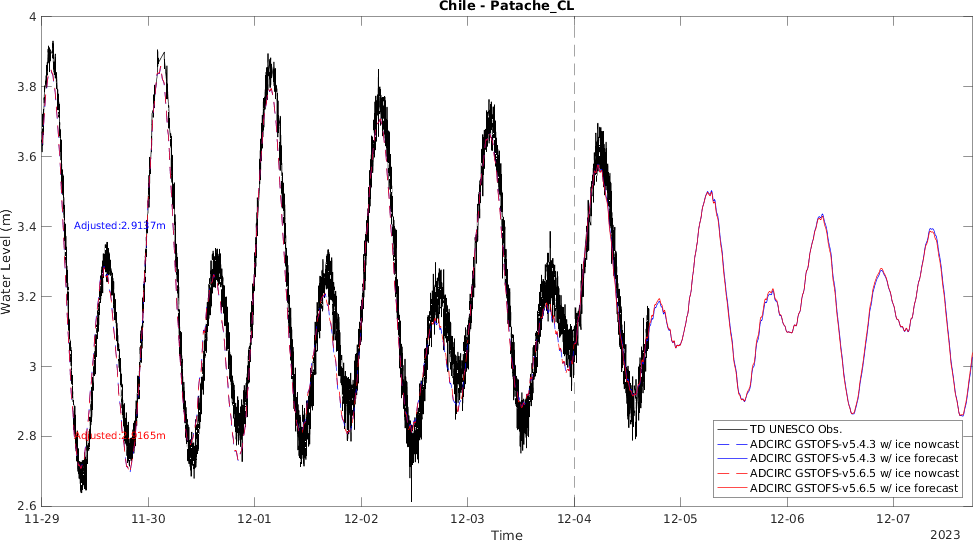 Chile - Patache_CL
4
3.8
3.6
3.4
3.2
3
2.8
2.6
Water Level (m)
Adjusted:2.9137m
Adjusted:2.9165m
TD UNESCO Obs.
ADCIRC GSTOFS-v5.4.3 w/ ice nowcast
ADCIRC GSTOFS-v5.4.3 w/ ice forecast
ADCIRC GSTOFS-v5.6.5 w/ ice nowcast
ADCIRC GSTOFS-v5.6.5 w/ ice forecast
11-29 11-30 12-01 12-02 12-03 12-04 12-05 12-06 12-07
Time
2023